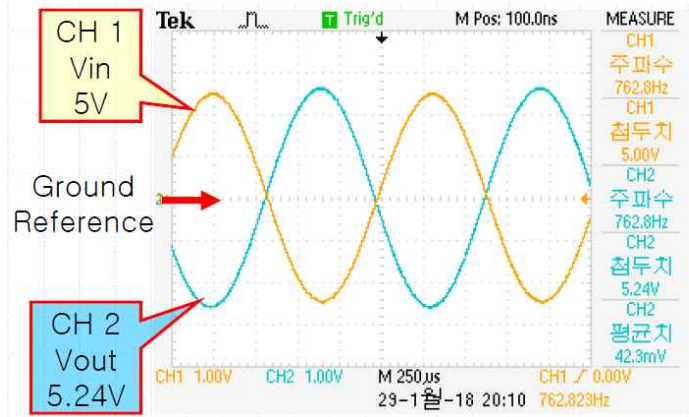 CH 1
Vin
5V
Tek
T Trig'd
M Pos: 100.0ns
MEASURE
CH1
주파수
762.8Hz
CH1
첨두치
5.00V
CH2
주파수
762.8Hz
CH2
첨두치
5.24V
CH2
평균치
42.3mV
Ground
Reference
2
CH 2
Vout
5.24V
CH1 1.00V
CH2 1.00V
M 250us
CH1 / 0.00V
29-1월-18 20:10
762.823Hz